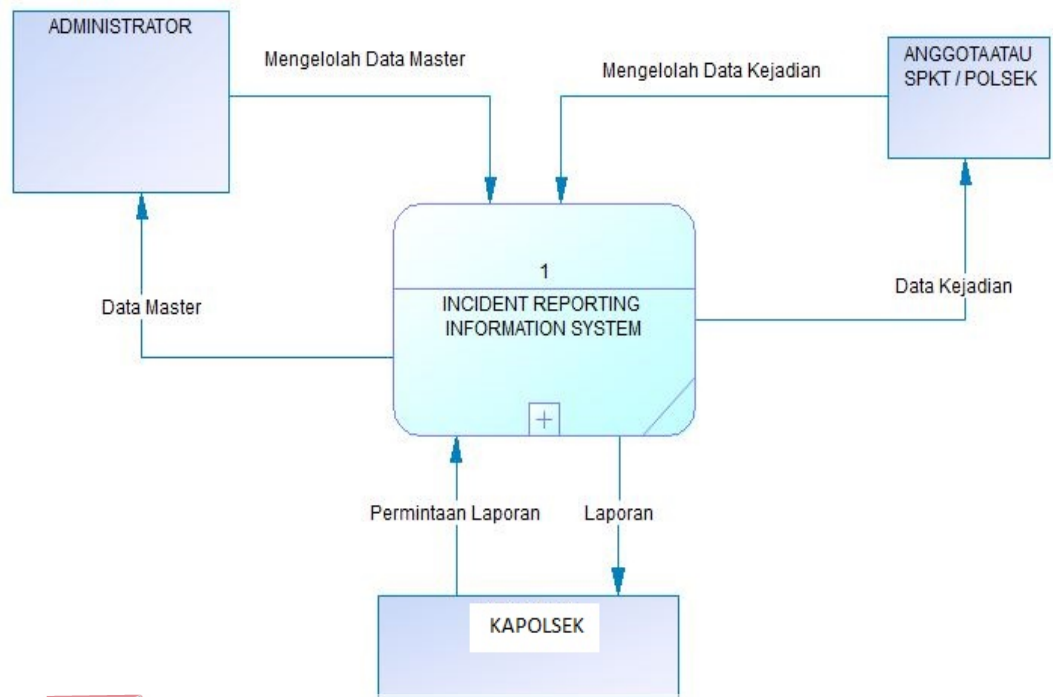 ADMINISTRATOR
Mengelolah Data Master
Mengelolah Data Kejadian
ANGGOTAATAU
SPKT / POLSEK
1
INCIDENT REPORTING
INFORMATION SYSTEM
Data Master
Data Kejadian
Permintaan Laporan
Laporan
KAPOLSEK